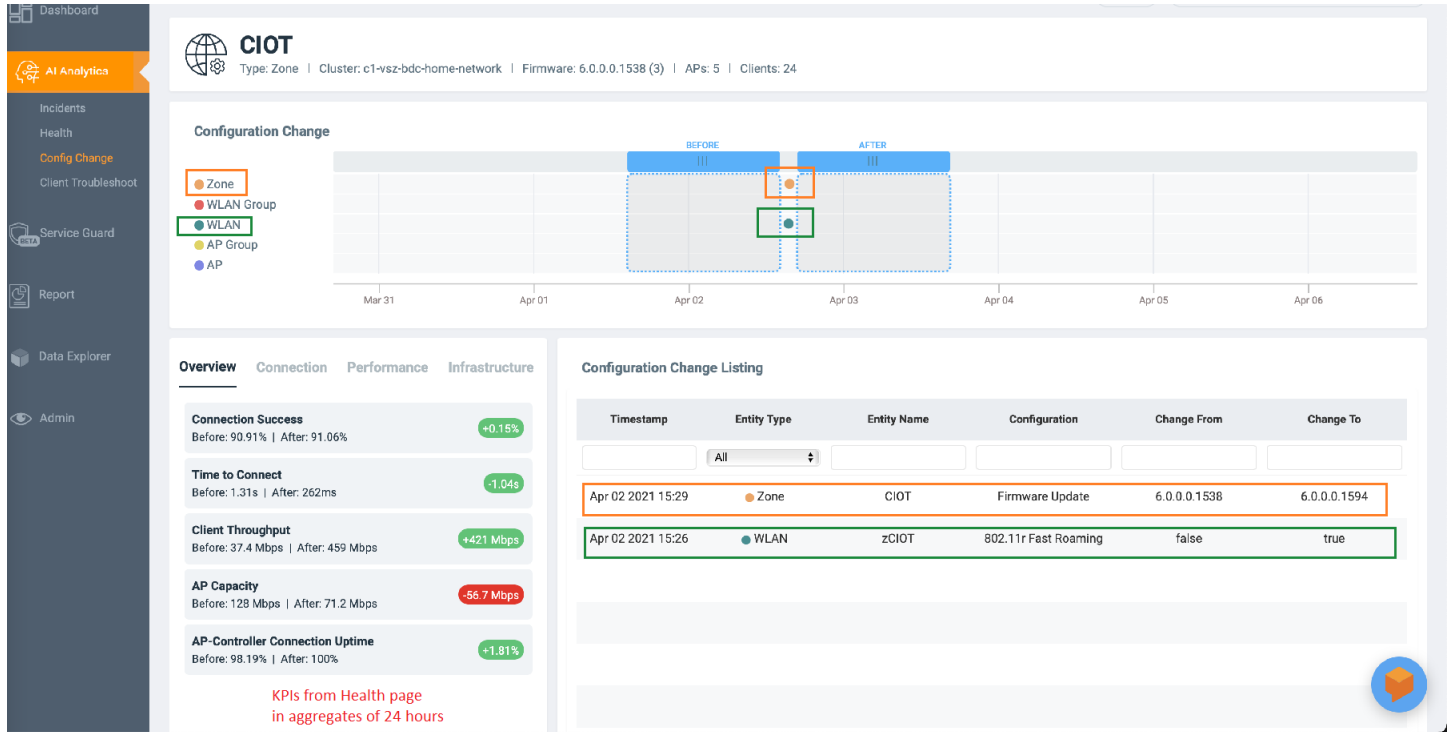 Dashboard
AI Analytica
Incidents
Health
Config Change
Client Troubleshoot
BETA
Service Guard
Report
Data Explorer
Admin
CIOT
Type: Zone | Cluster: c1-vsz-bdc-home-network | Firmware: 6.0.0.0.1538 (3) | APs: 5 | Clients: 24
Configuration Change
BEFORE AFTER
Zone
WLAN Group
WLAN
AP Group
AP
Mar 31 Apr 01 Apr 02 Apr 03 Apr 04 Apr 05 Apr 06
Overview Connection Performance Infrastructure
Connection Success
Before: 90.91% | After: 91.06%
+0.15%
Time to Connect
Before: 1.31s | After: 262ms
-1.04s
Client Throughput
Before: 37.4 Mbps | After: 459 Mbps
+421 Mbps
AP Capacity
Before: 128 Mbps | After: 71.2 Mbps
-56.7 Mbps
AP-Controller Connection Uptime
Before: 98.19% | After: 100%
+1.81%
KPIs from Health page
in aggregates of 24 hours
Configuration Change Listing
Timestamp Entity Type Entity Name Configuration Change From Change To
All
Apr 02 2021 15:29 Zone CIOT Firmware Update 6.0.0.0.1538 6.0.0.0.1594
Apr 02 2021 15:26 WLAN zCIOT 802.11r Fast Roaming false true